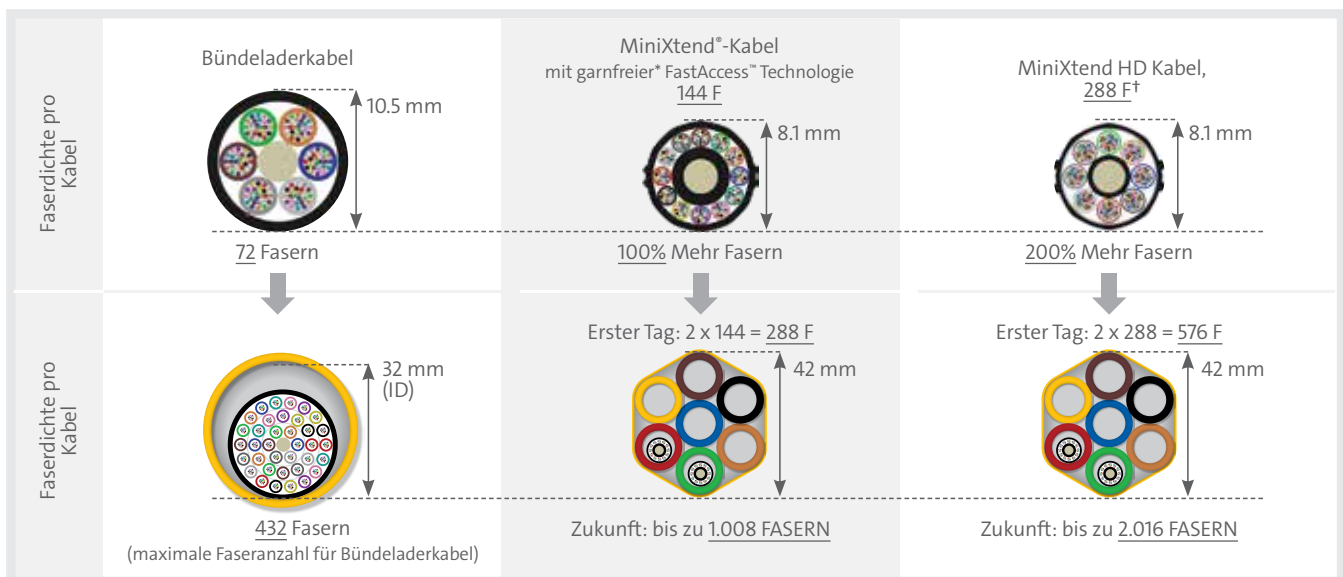 Faserdichte pro
Kabel
Bündeladerkabel
10.5 mm
72 Fasern
MiniXtend®-Kabel
mit garnfreier* FastAccess™ Technologie
144 F
8.1 mm
100% Mehr Fasern
MiniXtend HD Kabel,
288 F†
8.1 mm
200% Mehr Fasern
Faserdichte pro
Kabel
32 mm
(ID)
432 Fasern
(maximale Faseranzahl für Bündeladerkabel)
Erster Tag: 2 x 144 = 288 F
42 mm
Zukunft: bis zu 1.008 FASERN
Erster Tag: 2 x 288 = 576 F
42 mm
Zukunft: bis zu 2.016 FASERN